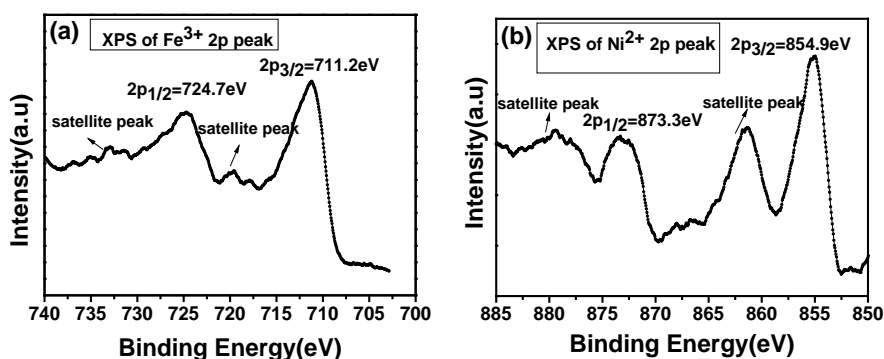 (a)
XPS of Fe3+ 2p peak
2p3/2=711.2eV
2p1/2=724.7eV
satellite peak
satellite peak
Intensity(a.u)
740 735 730 725 720 715 710 705 700
Binding Energy(eV)
(b)
XPS of Ni2+ 2p peak
2p3/2=854.9eV
satellite peak
satellite peak
2p1/2=873.3eV
Intensity(a.u)
885 880 875 870 865 860 855 850
Binding Energy(eV)